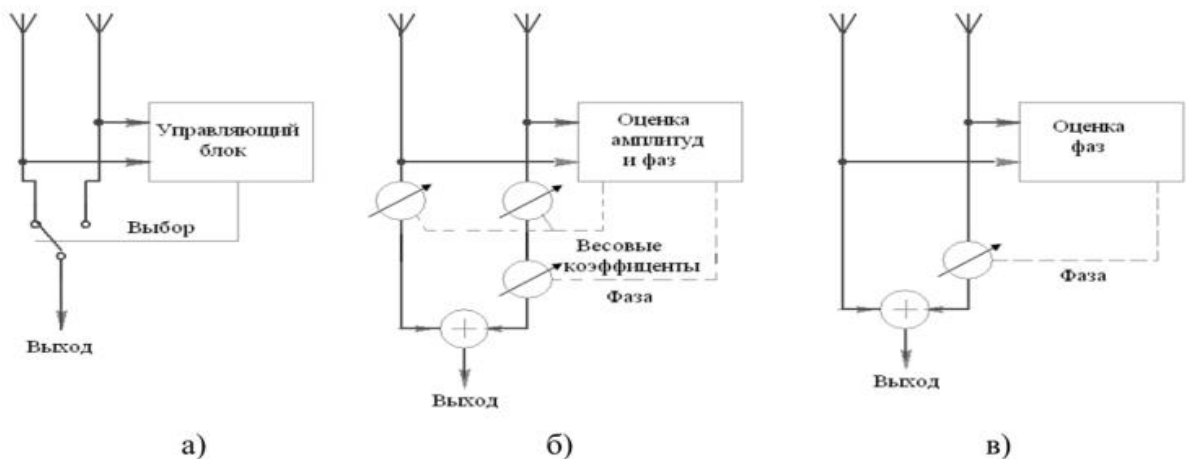 Управляющий
блок
Выбор
Выход
а)
Оценка
амплитуд
и фаз
Весовые
коэффиценты
Фаза
Выход
б)
Оценка
фаз
Фаза
Выход
в)